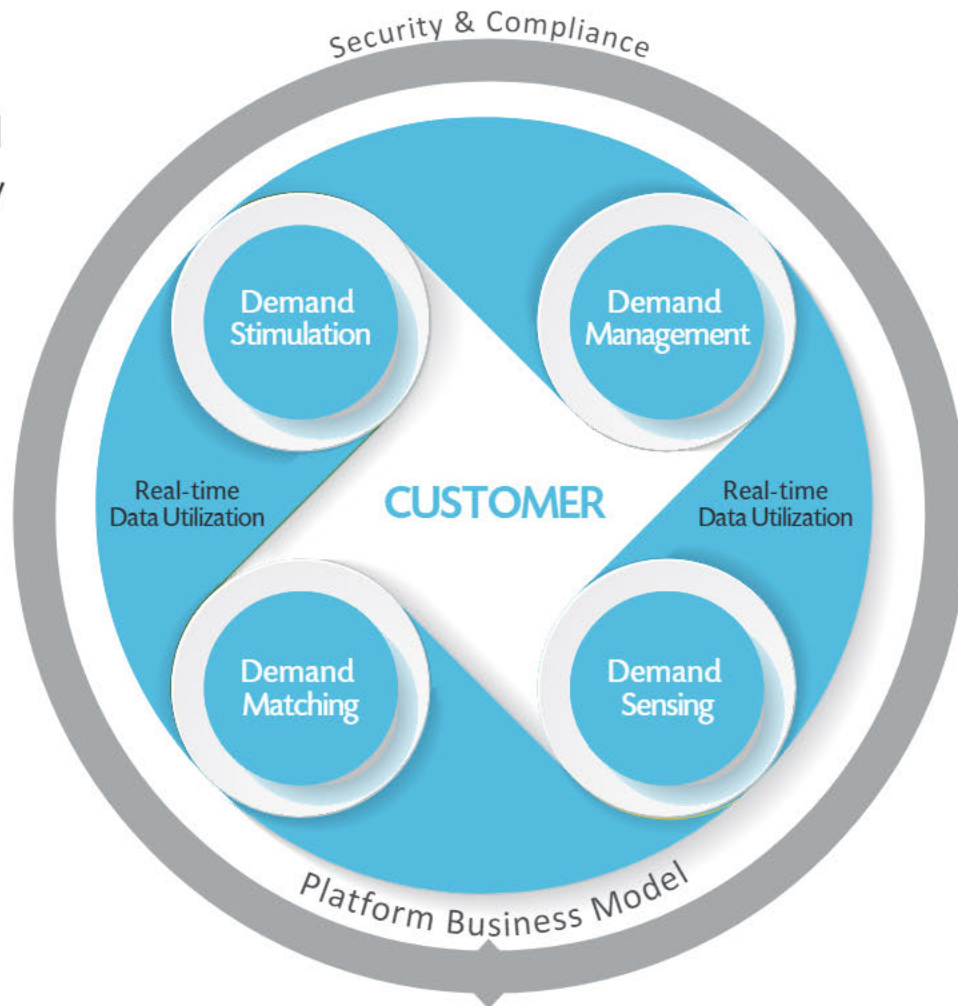 Security & Compliance
Demand
Stimulation
Demand
Management
Real-time
Data Utilization
CUSTOMER
Real-time
Data Utilization
Demand
Matching
Demand
Sensing
Platform Business Model